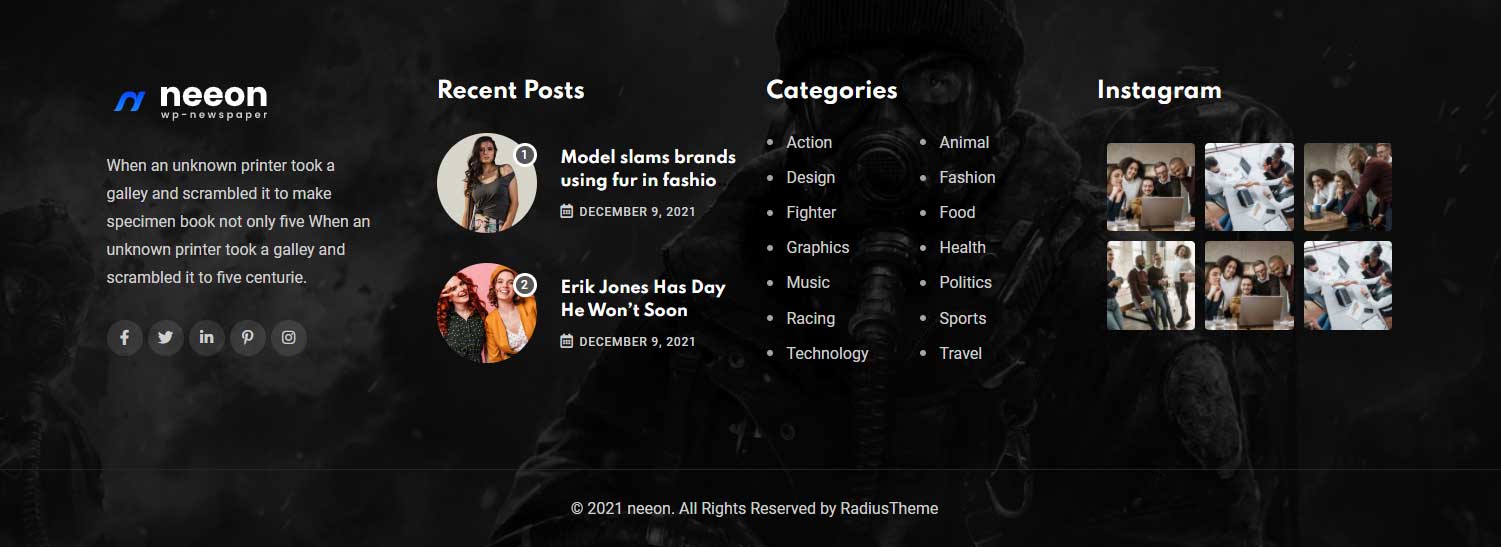 neeon
wp-newspaper
When an unknown printer took a
galley and scrambled it to make
specimen book not only five When an
unknown printer took a galley and
scrambled it to five centurie.
Recent Posts
1
Model slams brands
using fur in fashio
DECEMBER 9, 2021
2
Erik Jones Has Day
He Won’t Soon
DECEMBER 9, 2021
Categories
Action
Animal
Design
Fashion
Fighter
Food
Graphics
Health
Music
Politics
Racing
Sports
Technology
Travel
Instagram
© 2021 neeon. All Rights Reserved by RadiusTheme